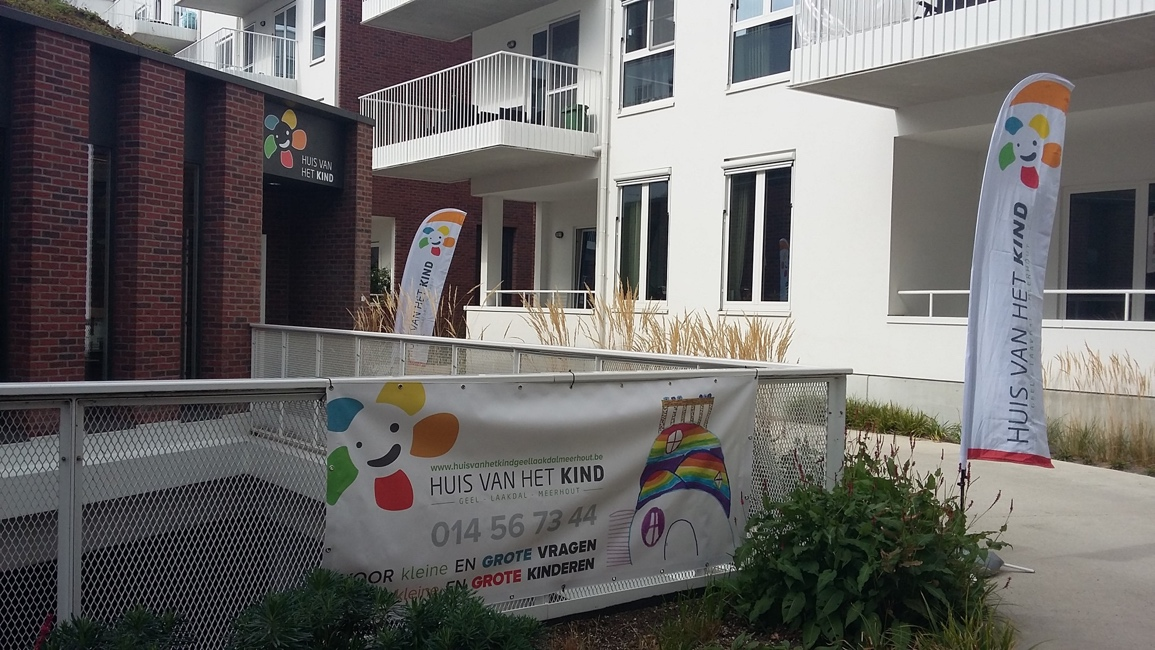 HUIS VAN
HET KIND
VAN HET KIND
HUIS VAN HET KIND
www.huisvanhetkindgeellaakdalmeerhout.be
HUIS VAN HET KIND
GEEL . LAAKDAL . MEERHOUT
014 56 73 44
VOOR kleine EN GROTE VRAGEN
kleine EN GROTE KINDEREN